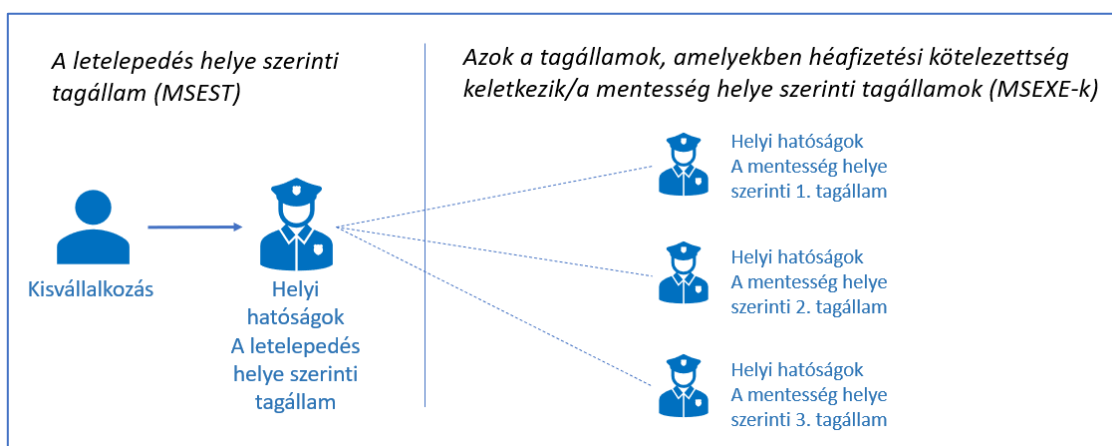 A letelepedés helye szerinti
tagállam (MSEST)
Azok a tagállamok, amelyekben héafizetési kötelezettség
keletkezik/a mentesség helye szerinti tagállamok (MSEXE-k)
Kisvállalkozás
Helyi
hatóságok
A letelepedés
helye szerinti
tagállam
Helyi hatóságok
A mentesség helye
szerinti 1. tagállam
Helyi hatóságok
A mentesség helye
szerinti 2. tagállam
Helyi hatóságok
A mentesség helye
szerinti 3. tagállam